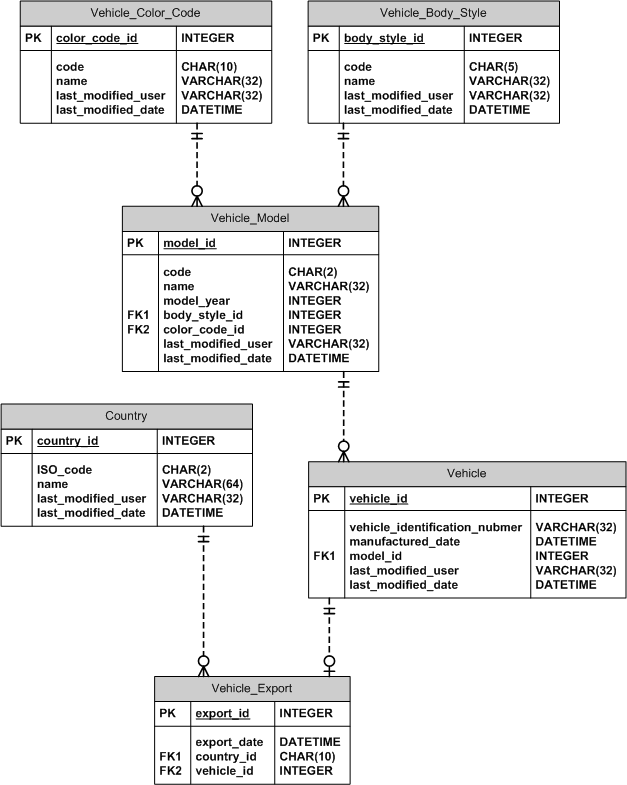 Vehicle_Color_Code
PK color_code_id INTEGER
code CHAR(10)
name VARCHAR(32)
last_modified_user VARCHAR(32)
last_modified_date DATETIME
Vehicle_Body_Style
PK body_style_id INTEGER
code CHAR(5)
name VARCHAR(32)
last_modified_user VARCHAR(32)
last_modified_date DATETIME
Vehicle_Model
PK model_id INTEGER
code CHAR(2)
name VARCHAR(32)
model_year INTEGER
FK1 body_style_id INTEGER
FK2 color_code_id INTEGER
last_modified_user VARCHAR(32)
last_modified_date DATETIME
Country
PK country_id INTEGER
ISO_code CHAR(2)
name VARCHAR(64)
last_modified_user VARCHAR(32)
last_modified_date DATETIME
Vehicle
PK vehicle_id INTEGER
vehicle_identification_nubmer VARCHAR(32)
manufactured_date DATETIME
FK1 model_id INTEGER
last_modified_user VARCHAR(32)
last_modified_date DATETIME
Vehicle_Export
PK export_id INTEGER
export_date DATETIME
FK1 country_id CHAR(10)
FK2 vehicle_id INTEGER